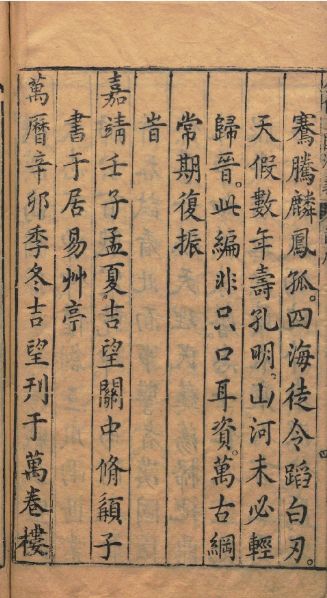 騫騰麟鳳孤。四海徒令蹈白刃。
天假數年壽孔明。山河未必輕
歸晉。此編非只口耳資。萬古綱
常期復振
旹
嘉靖壬子孟夏吉望關中脩顧子
書于居易艸亭
萬曆辛卯季冬吉望刊于萬卷樓